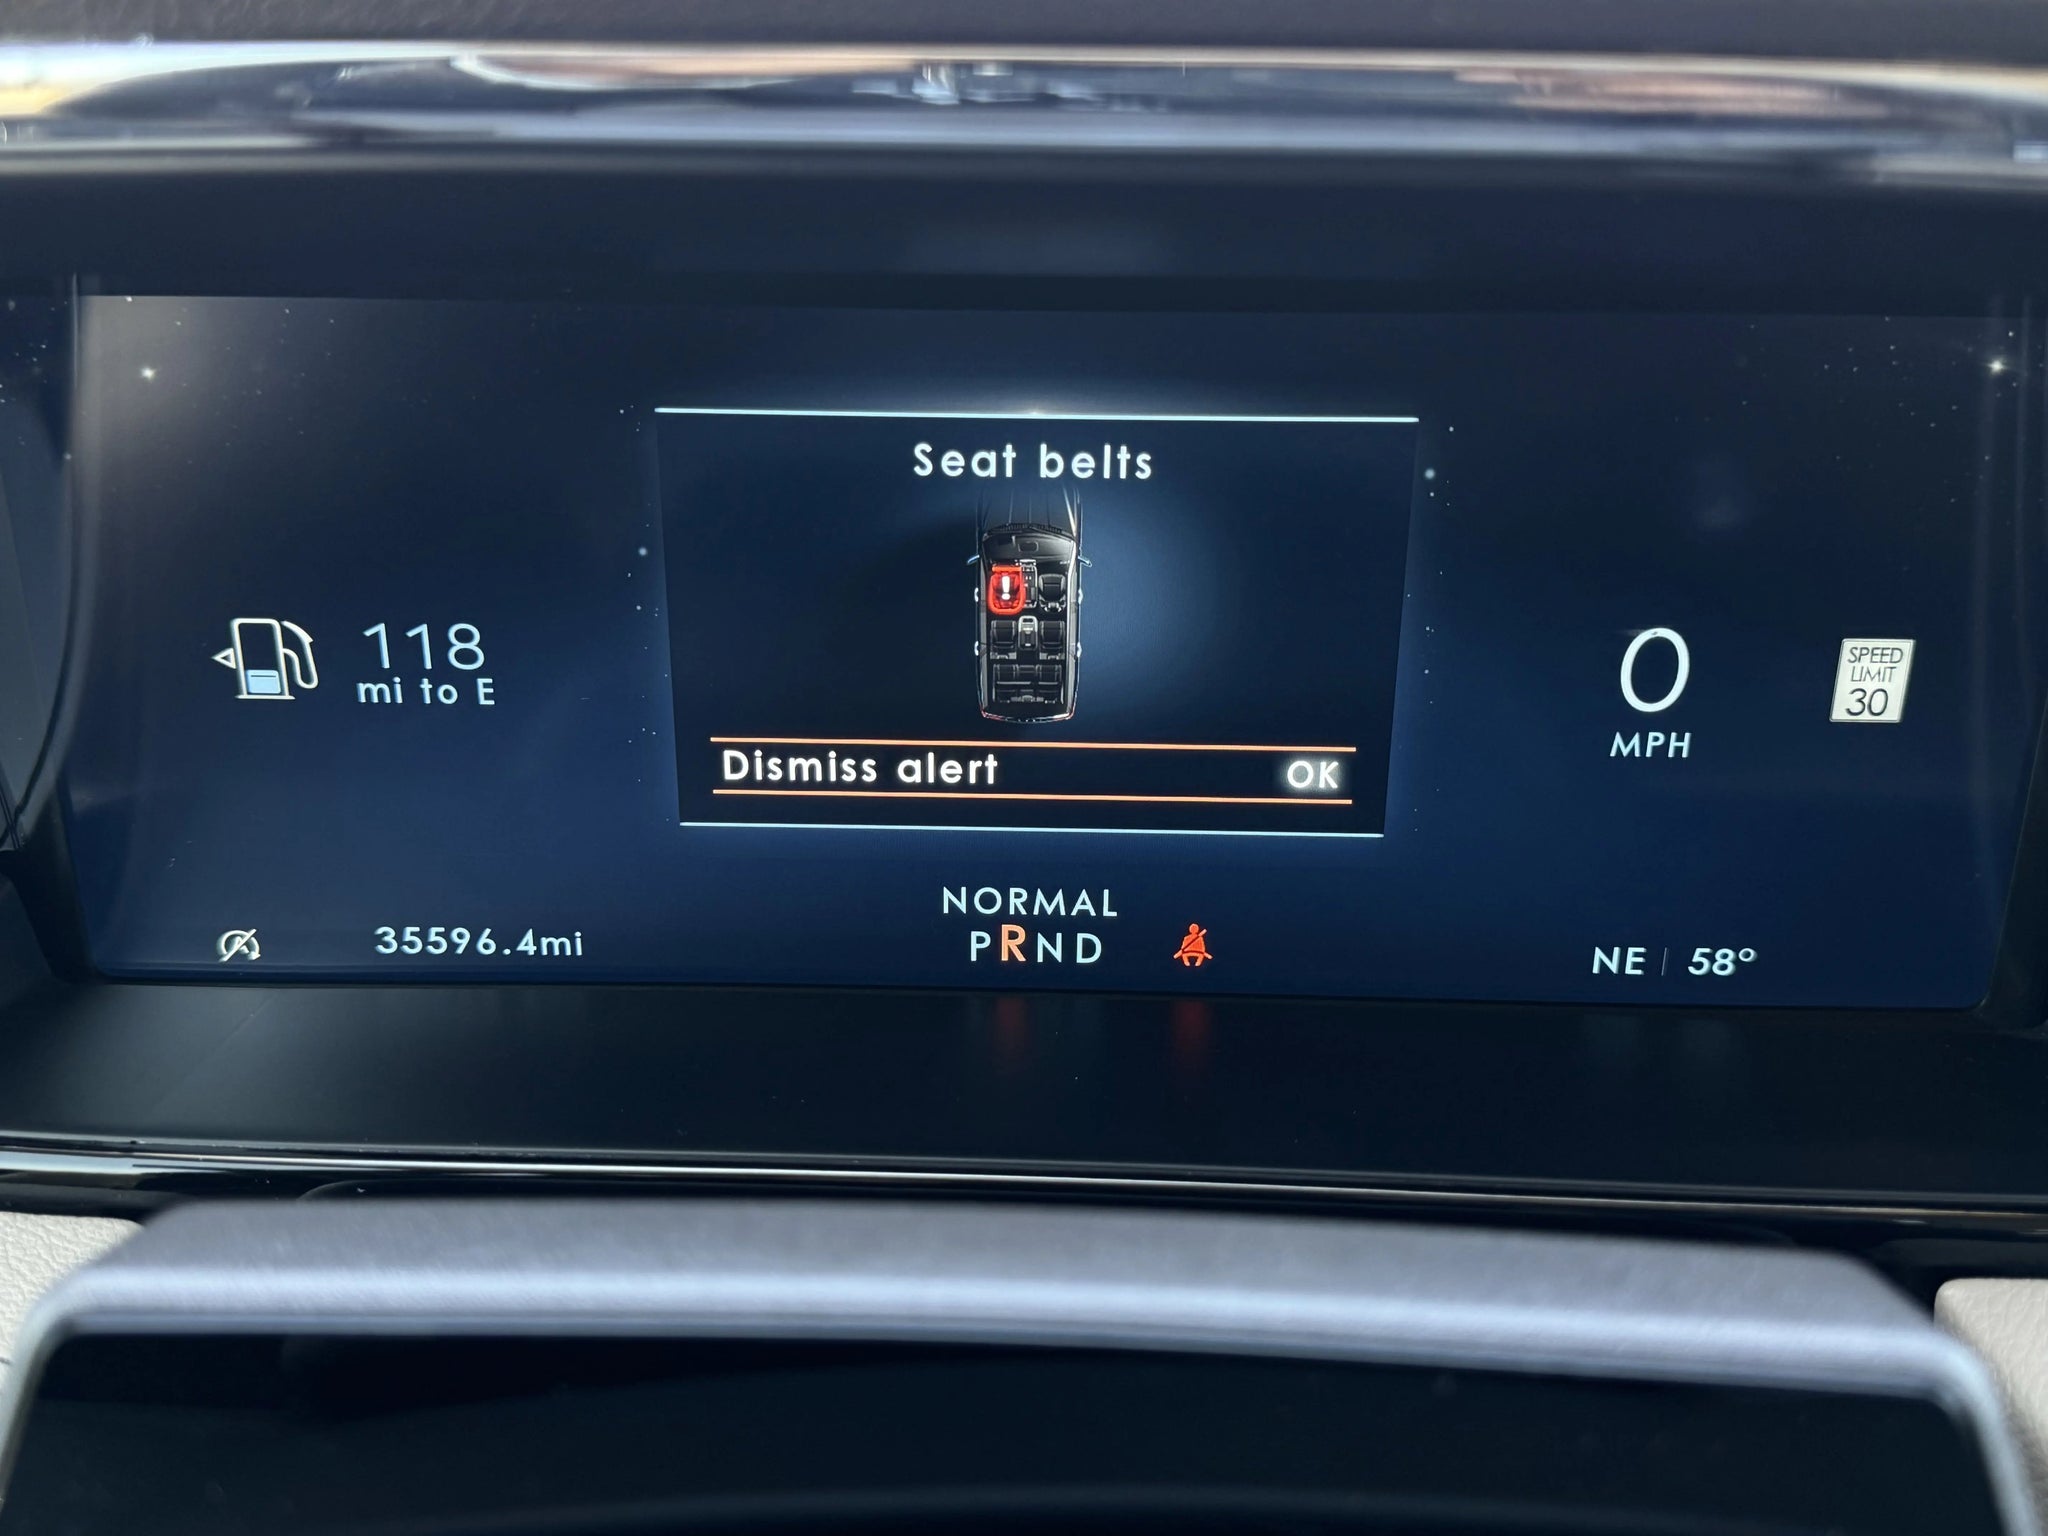 Seat belts
118
mi to E
Dismiss alert OK
0
MPH
SPEED
LIMIT
30
NORMAL
PRND
35596.4mi
NE | 58°